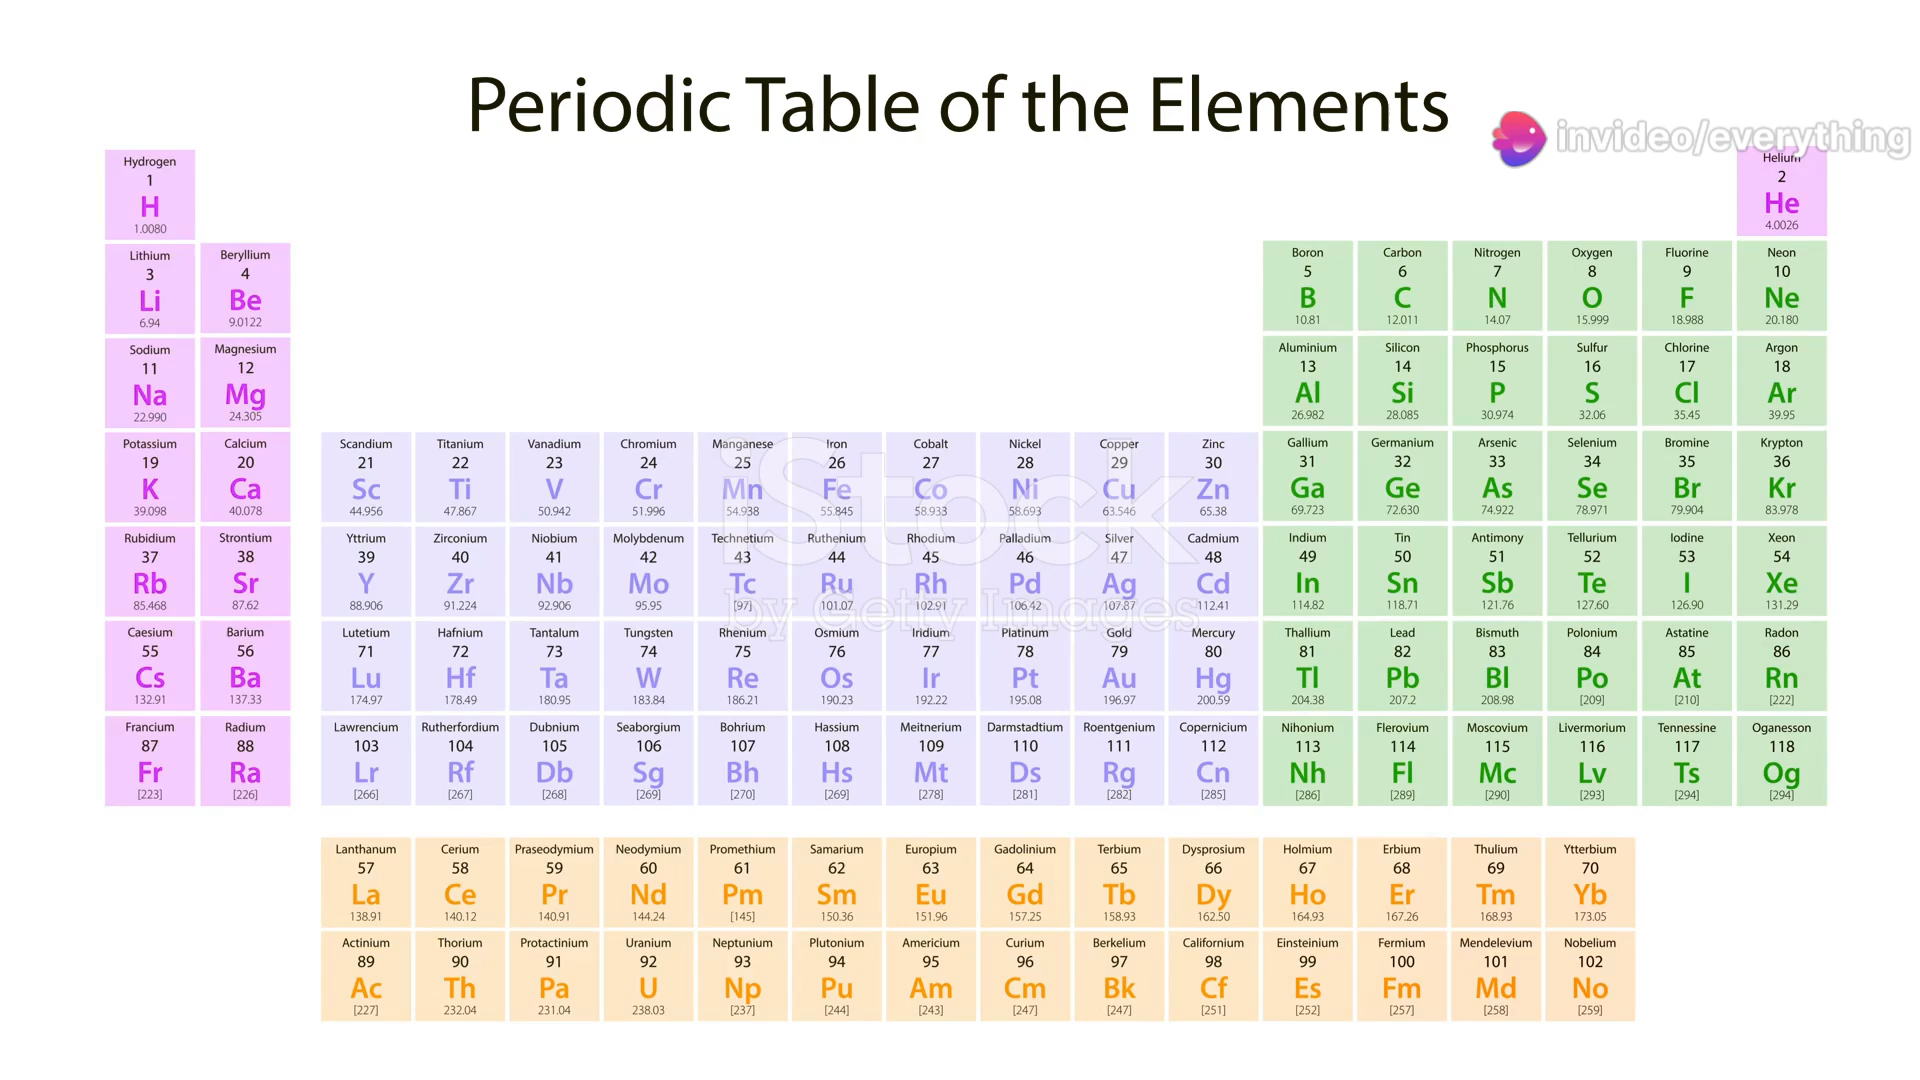 Periodic Table of the Elements
invideo/everything
Hydrogen Helium
1 2
H He
1.0080 4.0026
Lithium Beryllium Boron Carbon Nitrogen Oxygen Fluorine Neon
3 4 5 6 7 8 9 10
Li Be B C N O F Ne
6.94 9.0122 10.81 12.011 14.07 15.999 18.988 20.180
Sodium Magnesium Aluminium Silicon Phosphorus Sulfur Chlorine Argon
11 12 13 14 15 16 17 18
Na Mg Al Si P S Cl Ar
22.990 24.305 26.982 28.085 30.974 32.06 35.45 39.95
Potassium Calcium Scandium Titanium Vanadium Chromium Manganese Iron Cobalt Nickel Copper Zinc Gallium Germanium Arsenic Selenium Bromine Krypton
19 20 21 22 23 24 25 26 27 28 29 30 31 32 33 34 35 36
K Ca Sc Ti V Cr Mn Fe Co Ni Cu Zn Ga Ge As Se Br Kr
39.098 40.078 44.956 47.867 50.942 51.996 54.938 55.845 58.933 58.693 63.546 65.38 69.723 72.630 74.922 78.971 79.904 83.978
iStock
Rubidium Strontium Yttrium Zirconium Niobium Molybdenum Technetium Ruthenium Rhodium Palladium Silver Cadmium Indium Tin Antimony Tellurium Iodine Xeon
37 38 39 40 41 42 43 44 45 46 47 48 49 50 51 52 53 54
Rb Sr Y Zr Nb Mo Tc Ru Rh Pd Ag Cd In Sn Sb Te I Xe
85.468 87.62 88.906 91.224 92.906 95.95 [97] 101.07 102.91 106.42 107.87 112.41 114.82 118.71 121.76 127.60 126.90 131.29
by Getty Images
Caesium Barium Lutetium Hafnium Tantalum Tungsten Rhenium Osmium Iridium Platinum Gold Mercury Thallium Lead Bismuth Polonium Astatine Radon
55 56 71 72 73 74 75 76 77 78 79 80 81 82 83 84 85 86
Cs Ba Lu Hf Ta W Re Os Ir Pt Au Hg Tl Pb Bl Po At Rn
132.91 137.33 174.97 178.49 180.95 183.84 186.21 190.23 192.22 195.08 196.97 200.59 204.38 207.2 208.98 [209] [210] [222]
Francium Radium Lawrencium Rutherfordium Dubnium Seaborgium Bohrium Hassium Meitnerium Darmstadtium Roentgenium Copernicium Nihonium Flerovium Moscovium Livermorium Tennessine Oganesson
87 88 103 104 105 106 107 108 109 110 111 112 113 114 115 116 117 118
Fr Ra Lr Rf Db Sg Bh Hs Mt Ds Rg Cn Nh Fl Mc Lv Ts Og
[223] [226] [266] [267] [268] [269] [270] [269] [278] [281] [282] [285] [286] [289] [290] [293] [294] [294]
Lanthanum Cerium Praseodymium Neodymium Promethium Samarium Europium Gadolinium Terbium Dysprosium Holmium Erbium Thulium Ytterbium
57 58 59 60 61 62 63 64 65 66 67 68 69 70
La Ce Pr Nd Pm Sm Eu Gd Tb Dy Ho Er Tm Yb
138.91 140.12 140.91 144.24 [145] 150.36 151.96 157.25 158.93 162.50 164.93 167.26 168.93 173.05
Actinium Thorium Protactinium Uranium Neptunium Plutonium Americium Curium Berkelium Californium Einsteinium Fermium Mendelevium Nobelium
89 90 91 92 93 94 95 96 97 98 99 100 101 102
Ac Th Pa U Np Pu Am Cm Bk Cf Es Fm Md No
[227] 232.04 231.04 238.03 [237] [244] [243] [247] [247] [251] [252] [257] [258] [259]